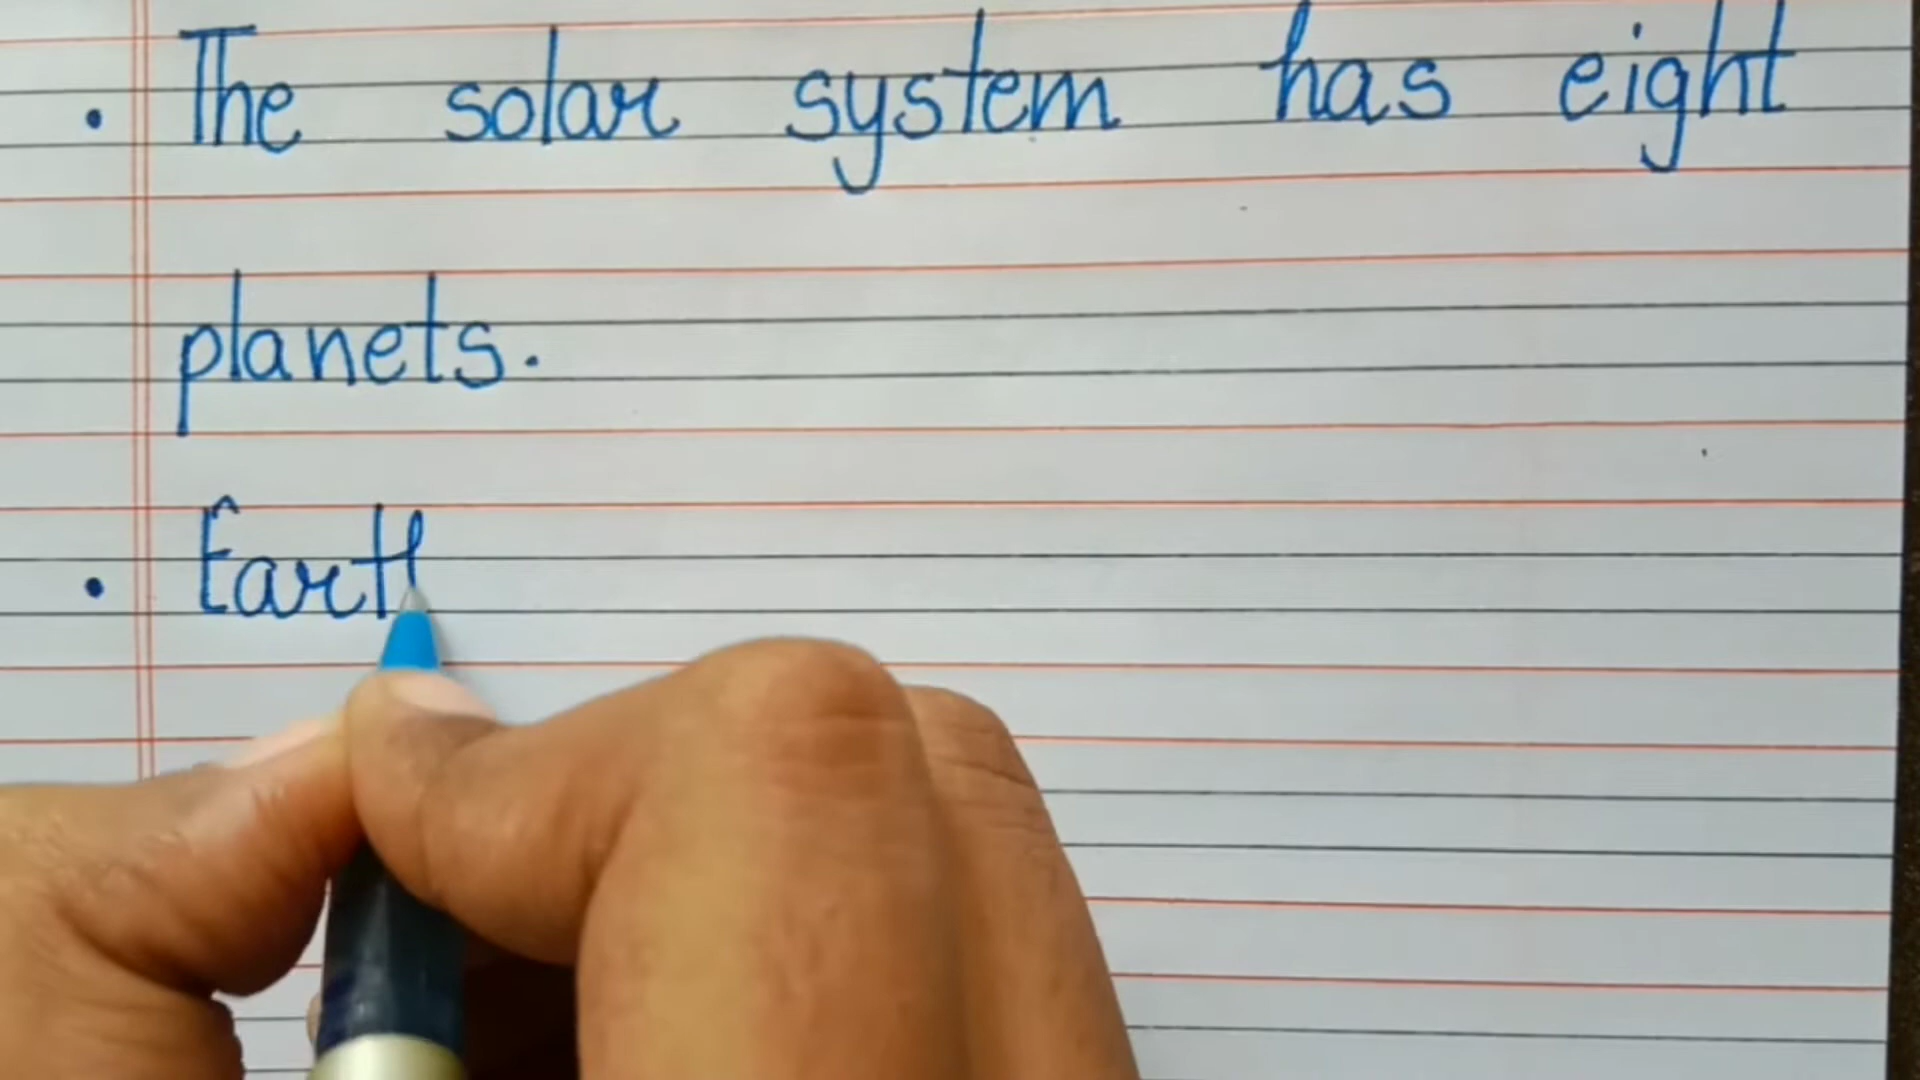 . The solar system has eight
planets.
. Earth